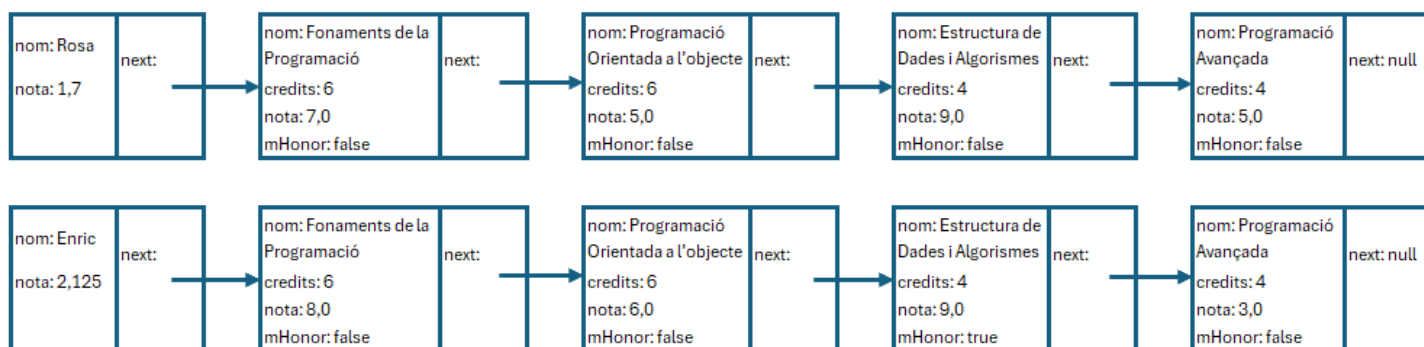 nom: Rosa
nota: 1,7
next:
nom: Fonaments de la
Programació
credits: 6
nota: 7,0
mHonor: false
next:
nom: Programació
Orientada a l'objecte
credits: 6
nota: 5,0
mHonor: false
next:
nom: Estructura de
Dades i Algorismes
credits: 4
nota: 9,0
mHonor: false
next:
nom: Programació
Avançada
credits: 4
nota: 5,0
mHonor: false
next: null
nom: Enric
nota: 2,125
next:
nom: Fonaments de la
Programació
credits: 6
nota: 8,0
mHonor: false
next:
nom: Programació
Orientada a l'objecte
credits: 6
nota: 6,0
mHonor: false
next:
nom: Estructura de
Dades i Algorismes
credits: 4
nota: 9,0
mHonor: true
next:
nom: Programació
Avançada
credits: 4
nota: 3,0
mHonor: false
next: null